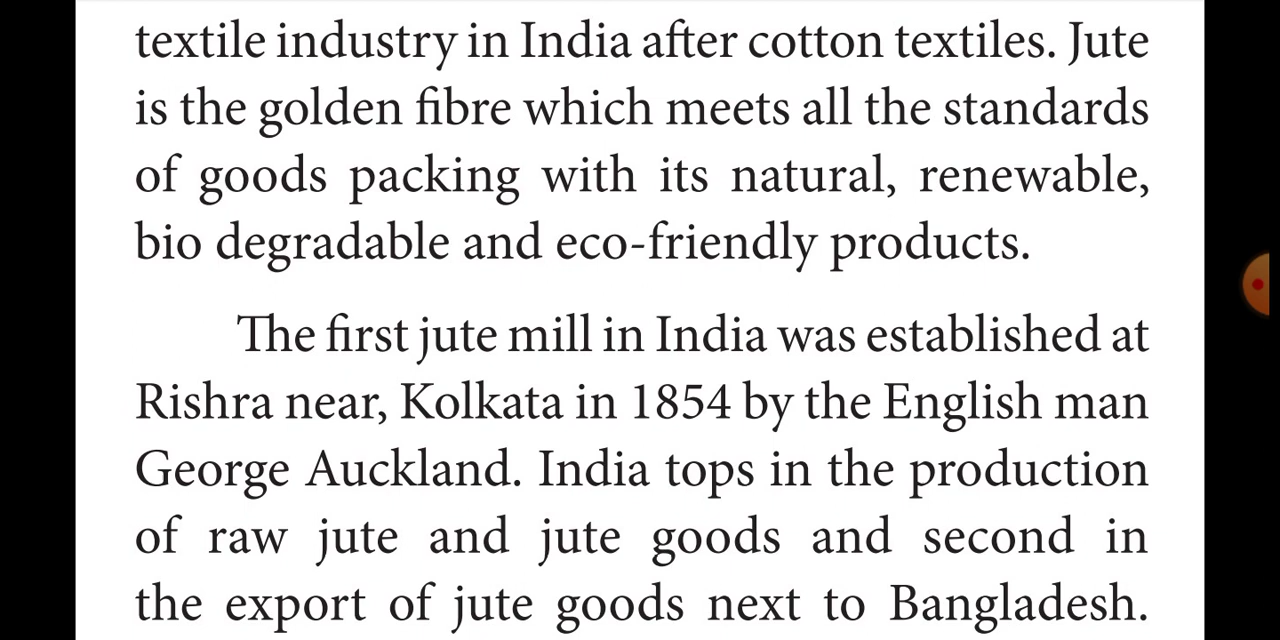 textile industry in India after cotton textiles. Jute
is the golden fibre which meets all the standards
of goods packing with its natural, renewable,
bio degradable and eco-friendly products.
The first jute mill in India was established at
Rishra near, Kolkata in 1854 by the English man
George Auckland. India tops in the production
of raw jute and jute goods and second in
the export of jute goods next to Bangladesh.